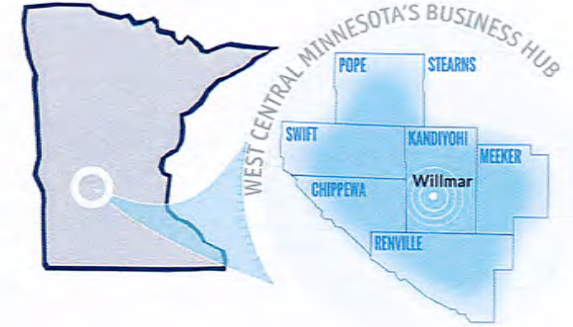 WEST CENTRAL MINNESOTA'S BUSINESS HUB
POPE
STEARNS
SWIFT
KANDIYOHI
MEEKER
CHIPPEWA
Willmar
RENVILLE